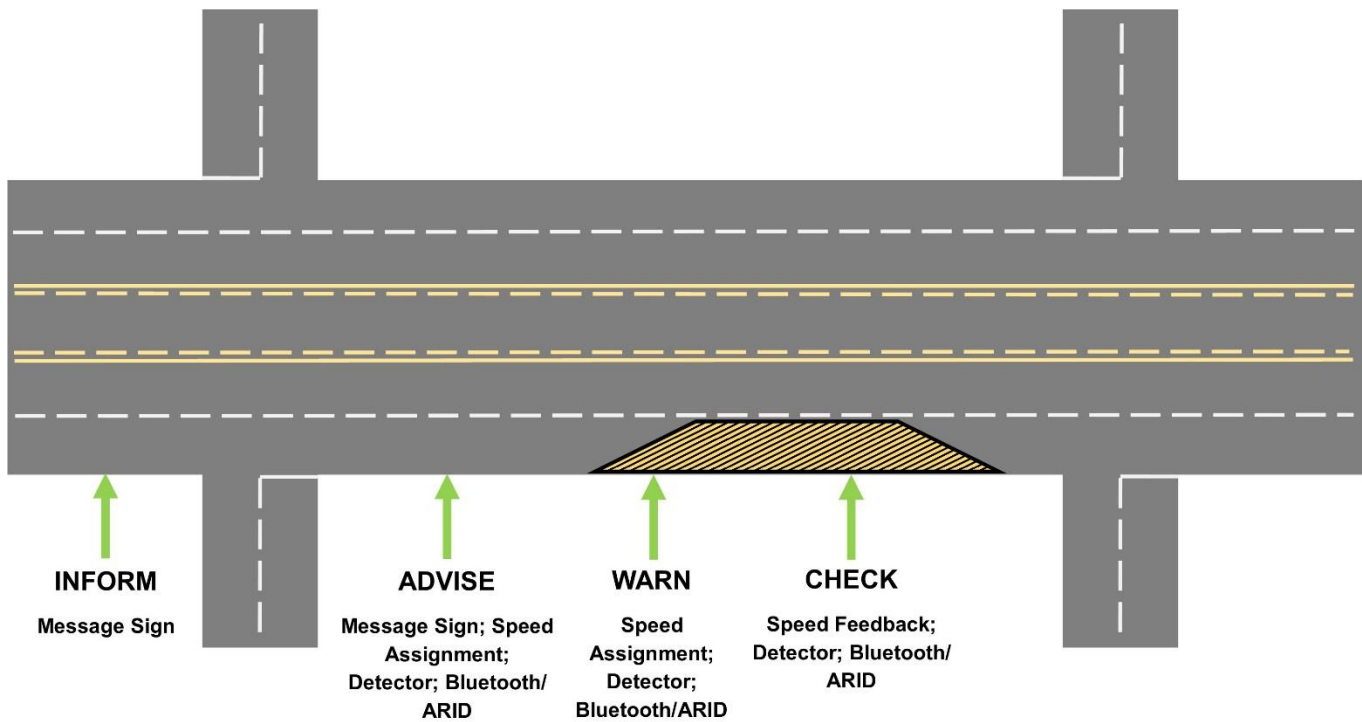 INFORM
Message Sign
ADVISE
Message Sign; Speed
Assignment;
Detector; Bluetooth/
ARID
WARN
Speed
Assignment;
Detector;
Bluetooth/ARID
CHECK
Speed Feedback;
Detector; Bluetooth/
ARID